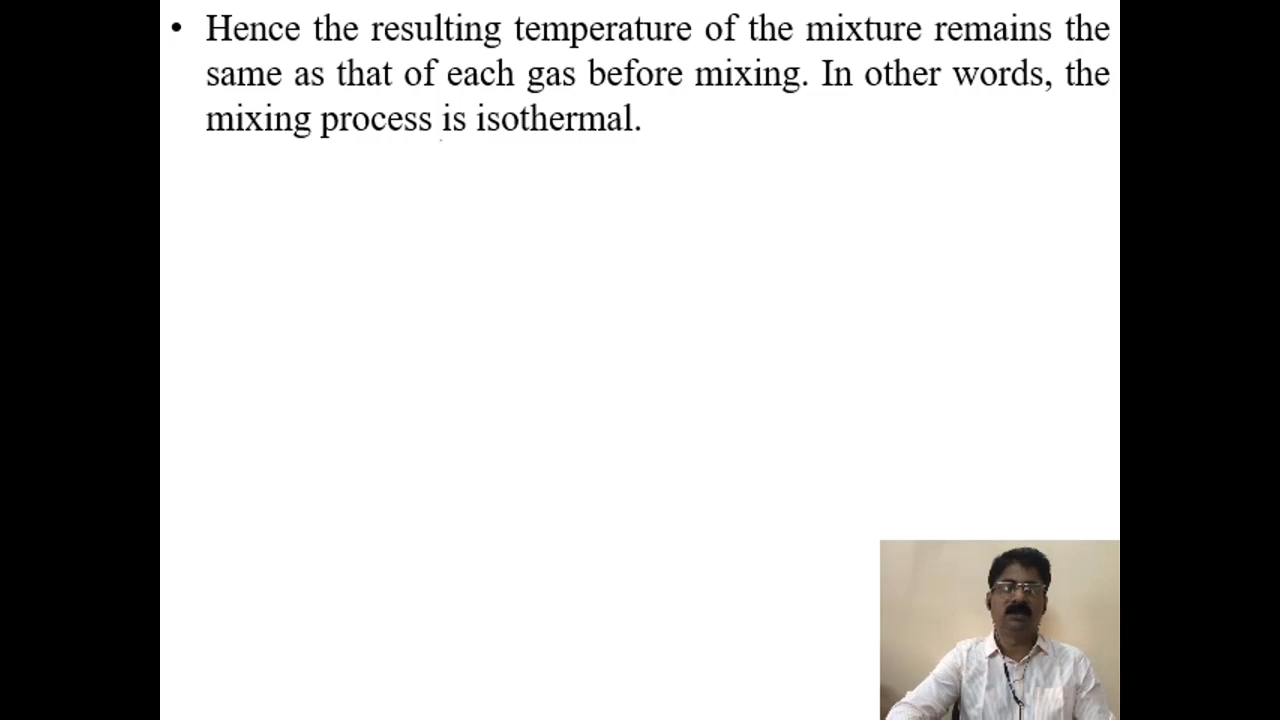 • Hence the resulting temperature of the mixture remains the
same as that of each gas before mixing. In other words, the
mixing process is isothermal.